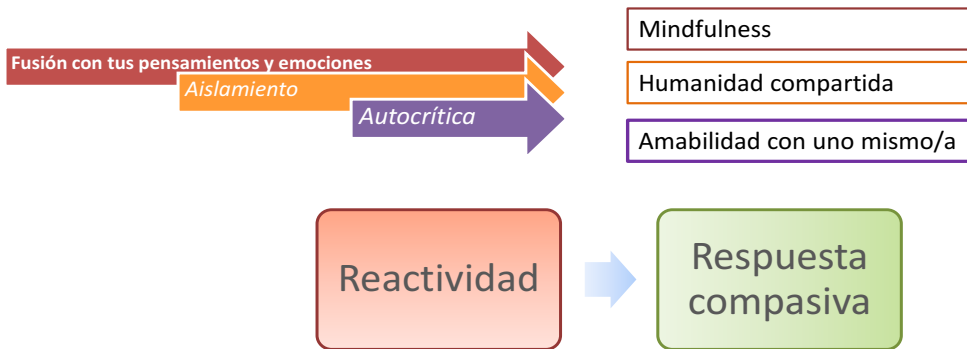 Fusión con tus pensamientos y emociones
Aislamiento
Autocrítica
Mindfulness
Humanidad compartida
Amabilidad con uno mismo/a
Reactividad
Respuesta
compasiva